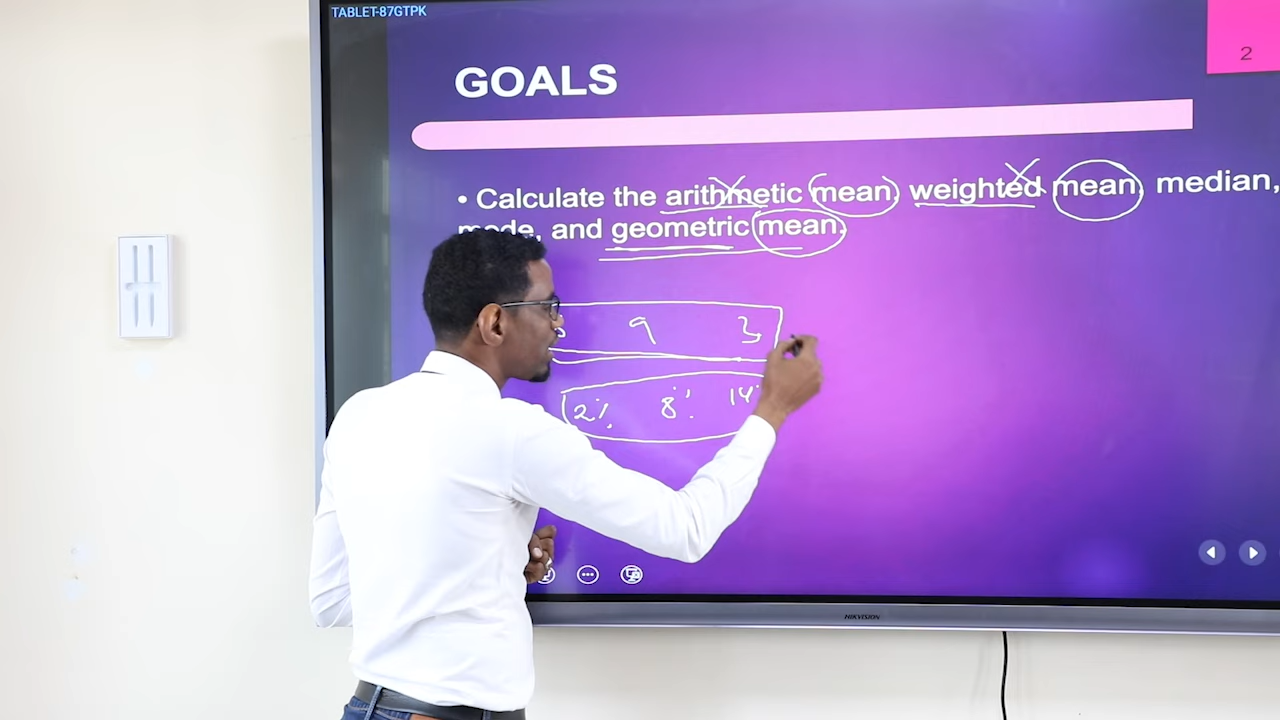 TABLET-87GTPK
2
GOALS
• Calculate the arithmetic mean, weighted mean, median,
mode, and geometric mean.
9 3
2% 8% 14%
HIKVISION